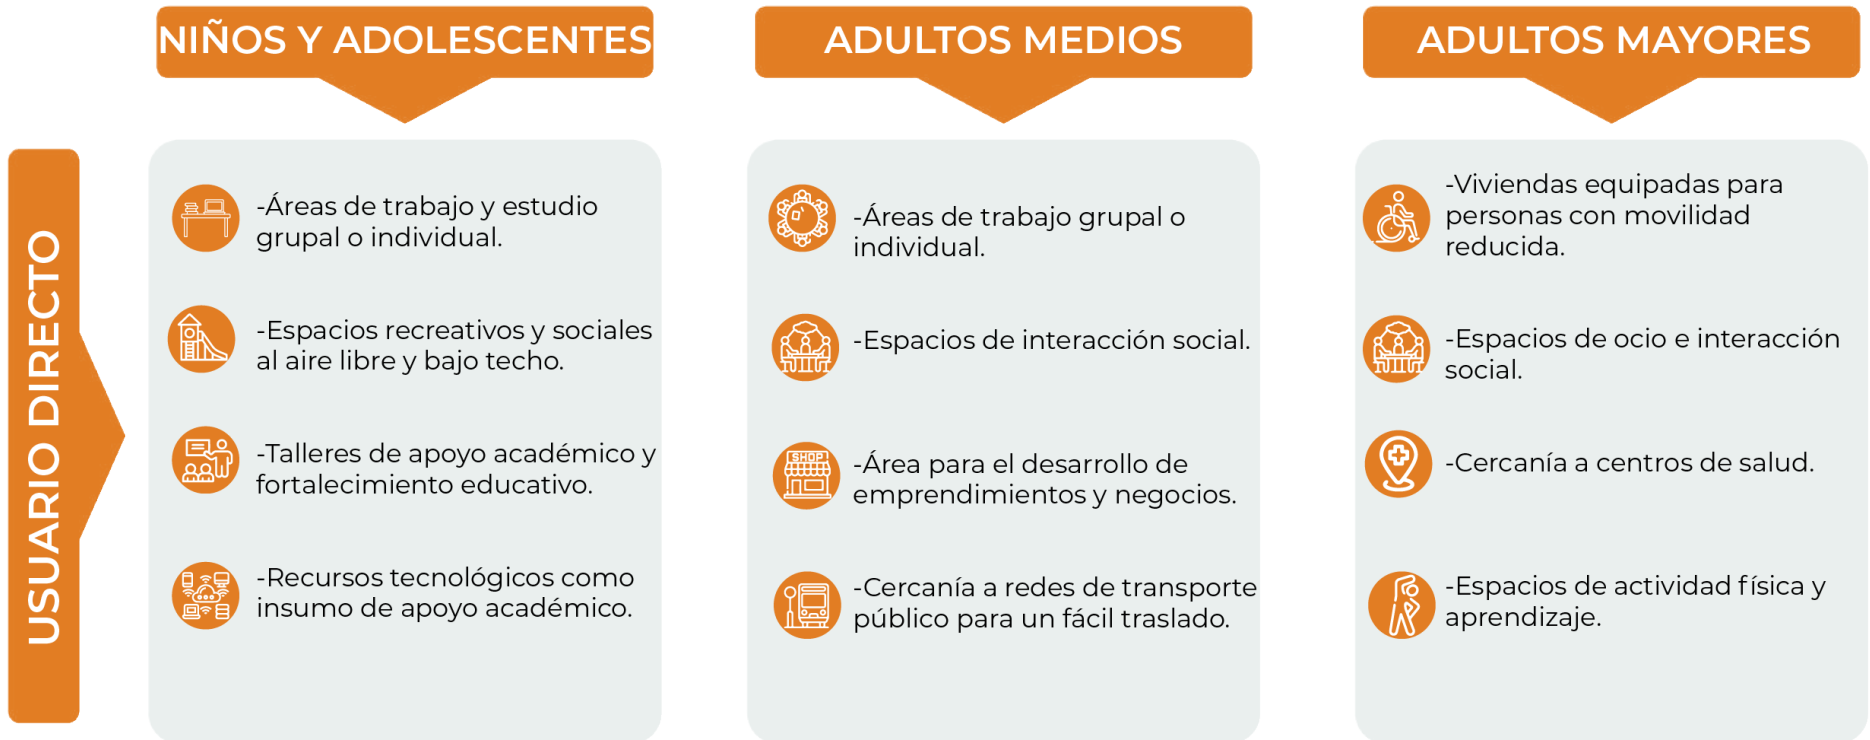 NIÑOS Y ADOLESCENTES
ADULTOS MEDIOS
ADULTOS MAYORES
USUARIO DIRECTO
-Áreas de trabajo y estudio
grupal o individual.
-Espacios recreativos y sociales
al aire libre y bajo techo.
-Talleres de apoyo académico y
fortalecimiento educativo.
-Recursos tecnológicos como
insumo de apoyo académico.
-Áreas de trabajo grupal o
individual.
-Espacios de interacción social.
SHOP
-Área para el desarrollo de
emprendimientos y negocios.
-Cercanía a redes de transporte
público para un fácil traslado.
-Viviendas equipadas para
personas con movilidad
reducida.
-Espacios de ocio e interacción
social.
-Cercanía a centros de salud.
-Espacios de actividad física y
aprendizaje.